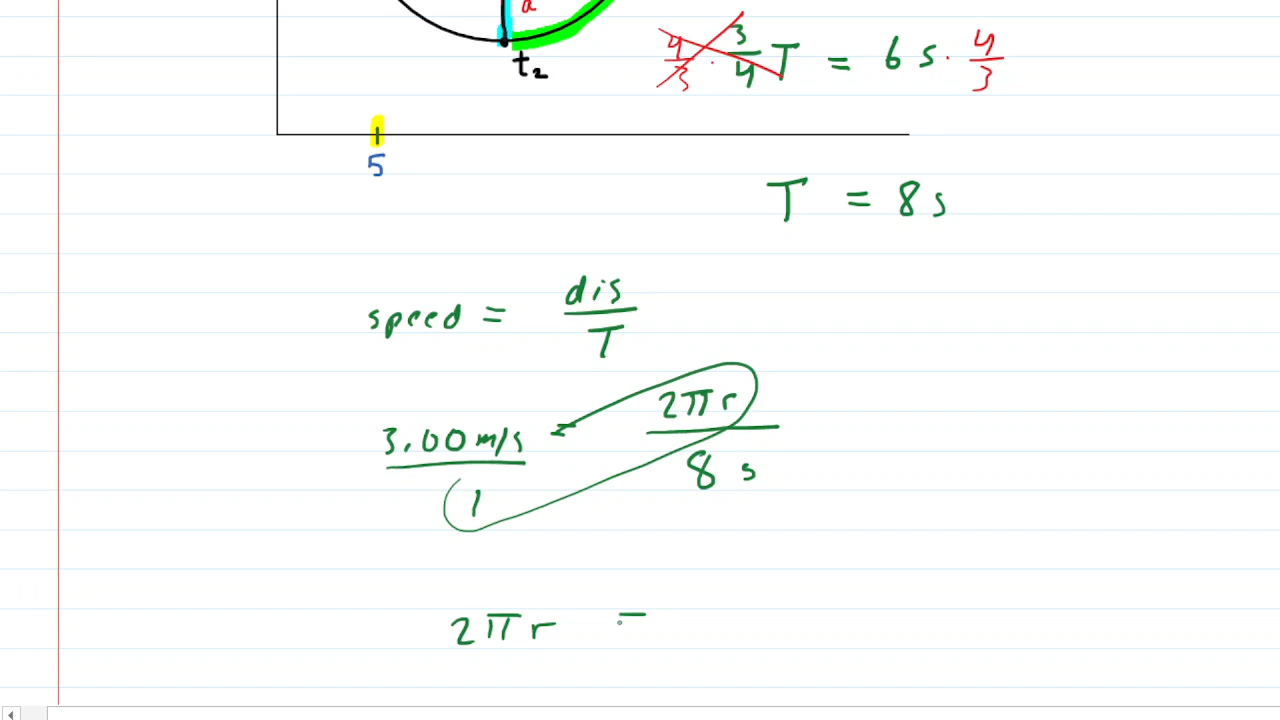 a
t₂
4/3 · 3/4 T = 6 s · 4/3
5
T = 8 s
speed = dis/T
3.00 m/s / 1 = 2πr / 8 s
2πr =